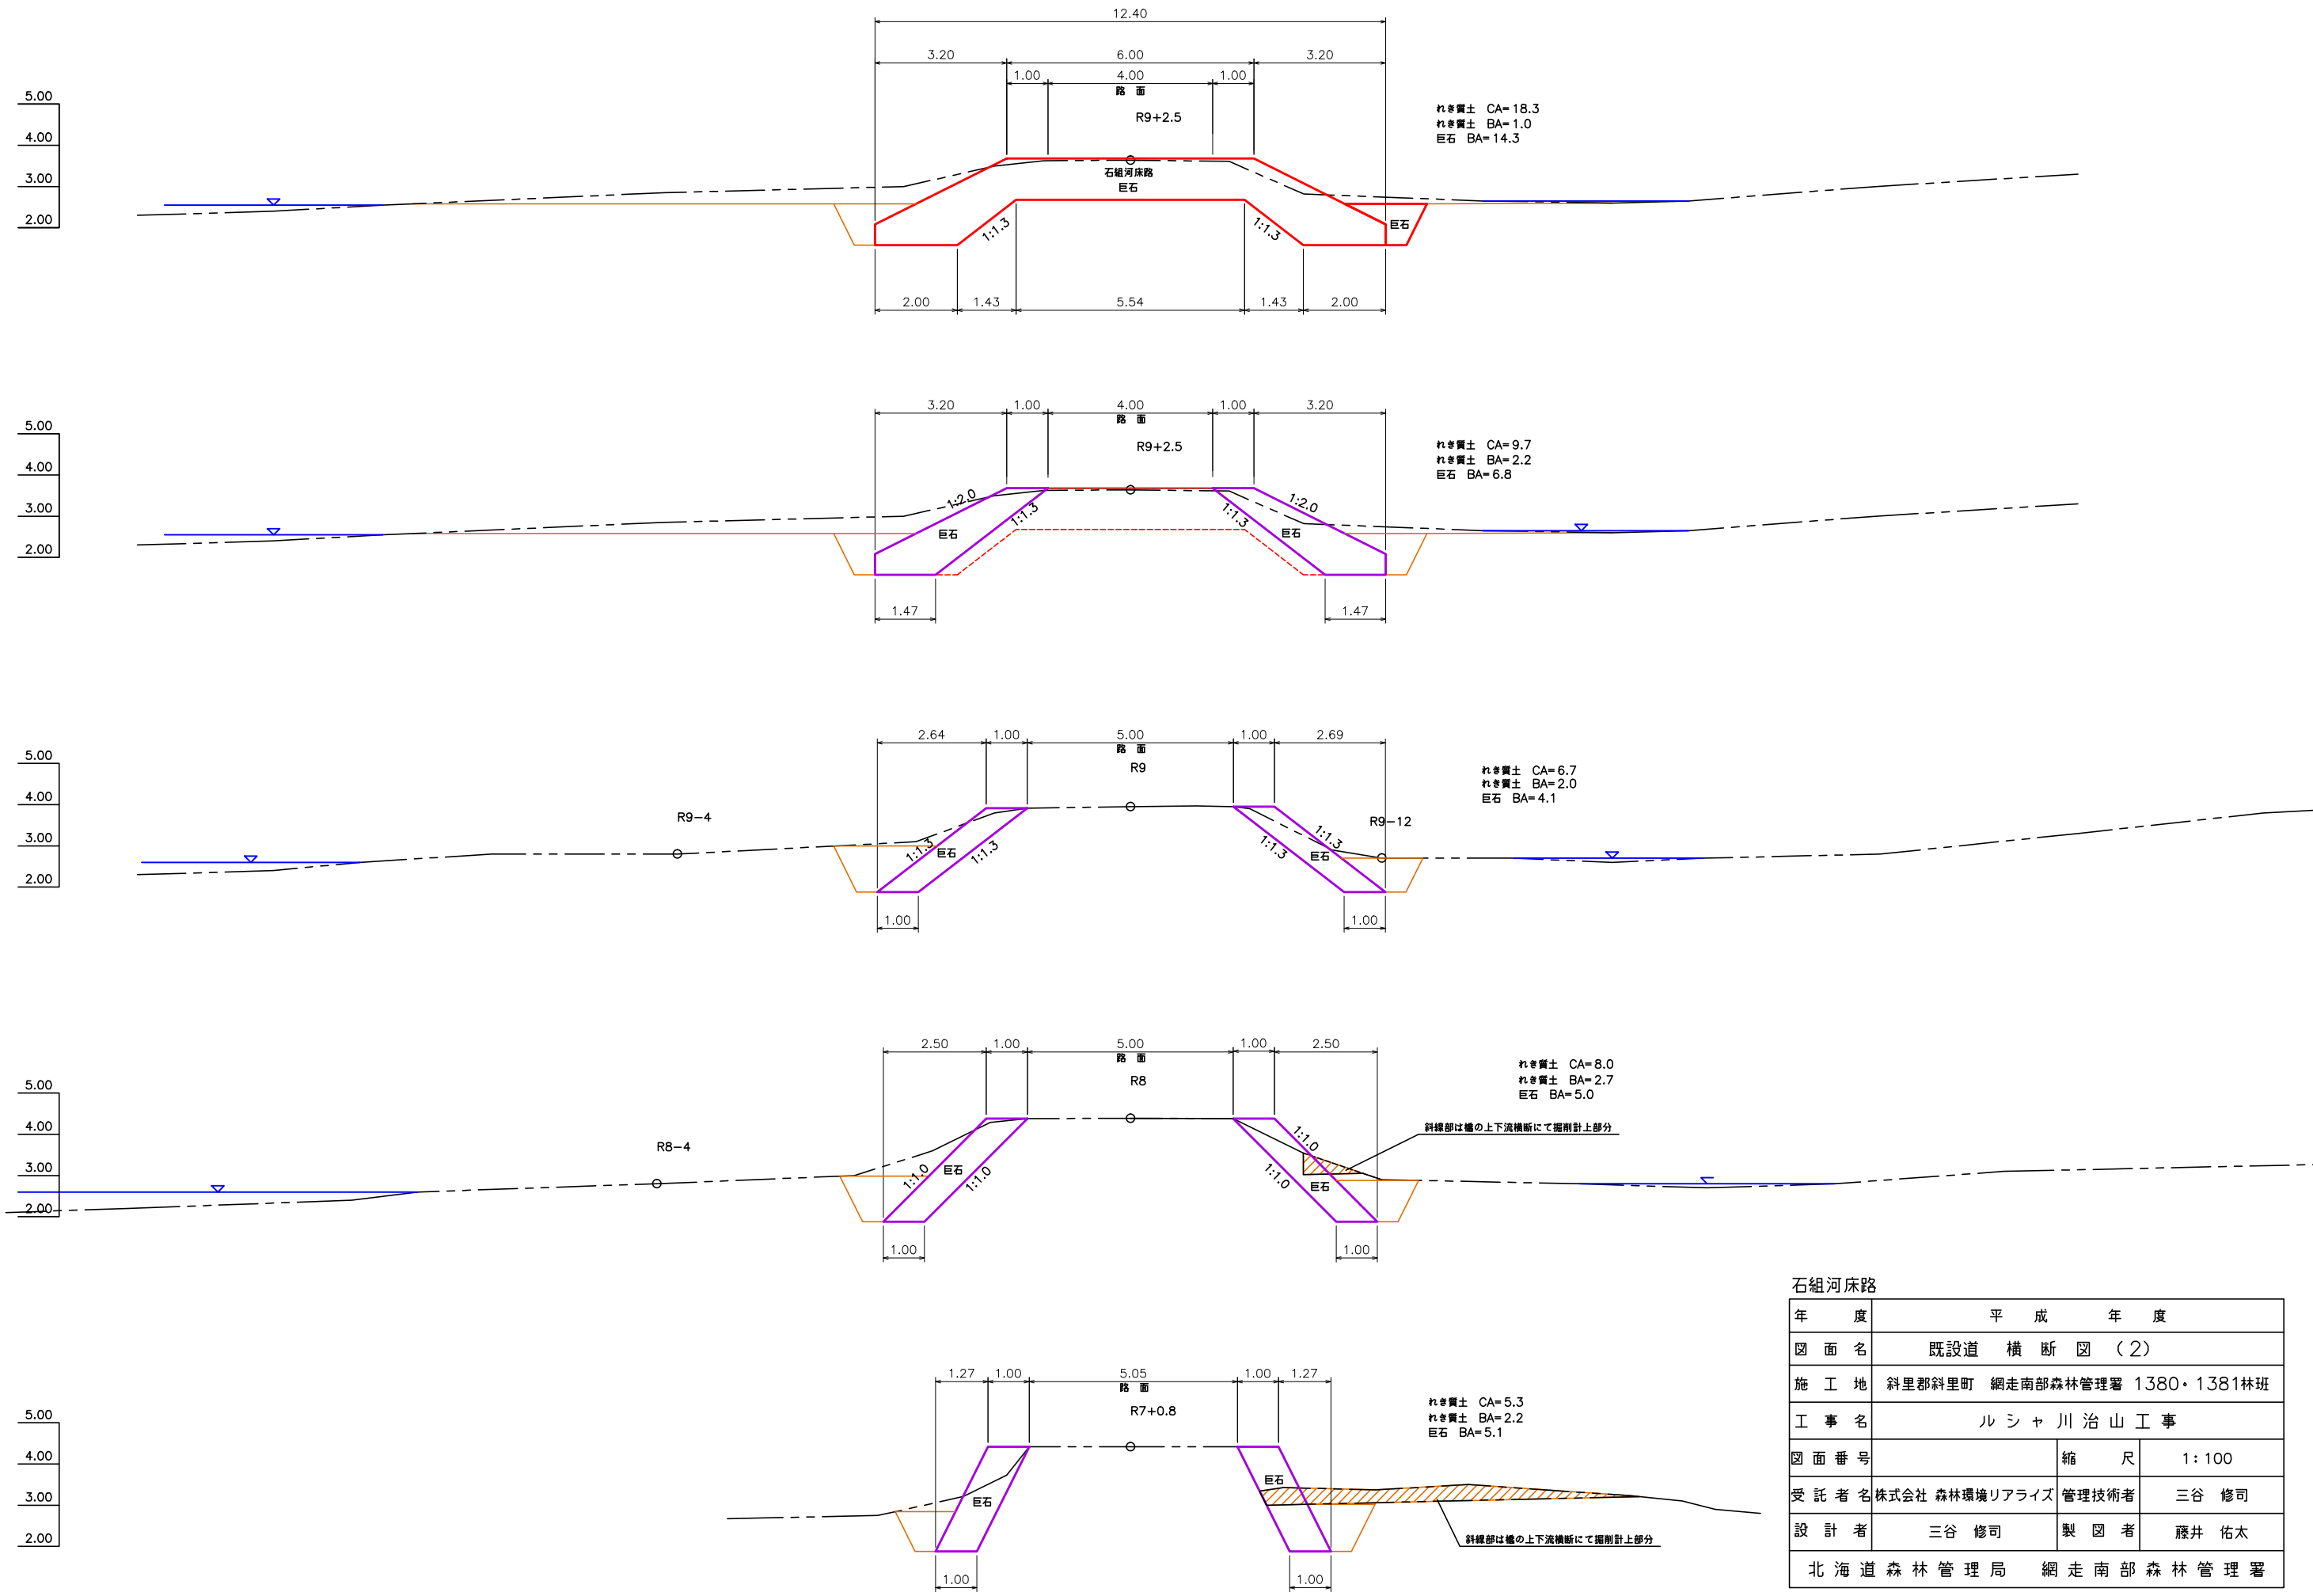 12.40
3.20 6.00 3.20
1.00 4.00 1.00
路 面
R9+2.5
れき質土 CA=18.3
れき質土 BA=1.0
巨石 BA=14.3
5.00
4.00
3.00
2.00
石組河床路
巨石
巨石
1:1.3 1:1.3
2.00 1.43 5.54 1.43 2.00
3.20 1.00 4.00 1.00 3.20
路 面
R9+2.5
れき質土 CA=9.7
れき質土 BA=2.2
巨石 BA=6.8
5.00
4.00
3.00
2.00
1:2.0 1:1.3 1:1.3 1:2.0
巨石 巨石
1.47 1.47
2.64 1.00 5.00 1.00 2.69
路 面
R9
れき質土 CA=6.7
れき質土 BA=2.0
巨石 BA=4.1
5.00
4.00
3.00
2.00
R9-4 R9-12
1:1.3 巨石 1:1.3 1:1.3 巨石 1:1.3
1.00 1.00
2.50 1.00 5.00 1.00 2.50
路 面
R8
れき質土 CA=8.0
れき質土 BA=2.7
巨石 BA=5.0
斜線部は橋の上下流横断にて掘削計上部分
5.00
4.00
3.00
2.00
R8-4
1:1.0 巨石 1:1.0 1:1.0 巨石 1:1.0
1.00 1.00
1.27 1.00 5.05 1.00 1.27
路 面
R7+0.8
れき質土 CA=5.3
れき質土 BA=2.2
巨石 BA=5.1
5.00
4.00
3.00
2.00
巨石 巨石
斜線部は橋の上下流横断にて掘削計上部分
1.00 1.00
石組河床路
年 度 平 成 年 度
図 面 名 既設道 横 断 図 (2)
施 工 地 斜里郡斜里町 網走南部森林管理署 1380・1381林班
工 事 名 ルシャ川治山工事
図 面 番 号 縮 尺 1:100
受 託 者 名 株式会社 森林環境リアライズ 管理技術者 三谷 修司
設 計 者 三谷 修司 製 図 者 藤井 佑太
北海道森林管理局 網走南部森林管理署